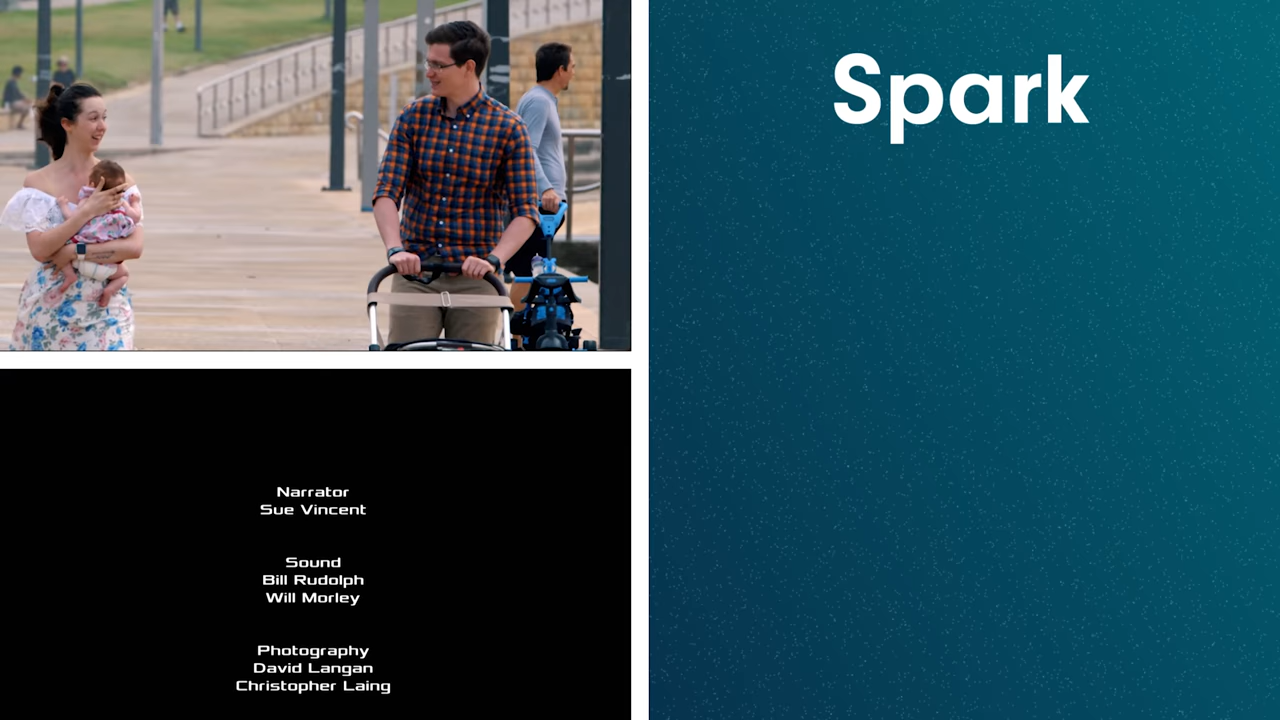 Spark
Narrator
Sue Vincent
Sound
Bill Rudolph
Will Morley
Photography
David Langan
Christopher Laing